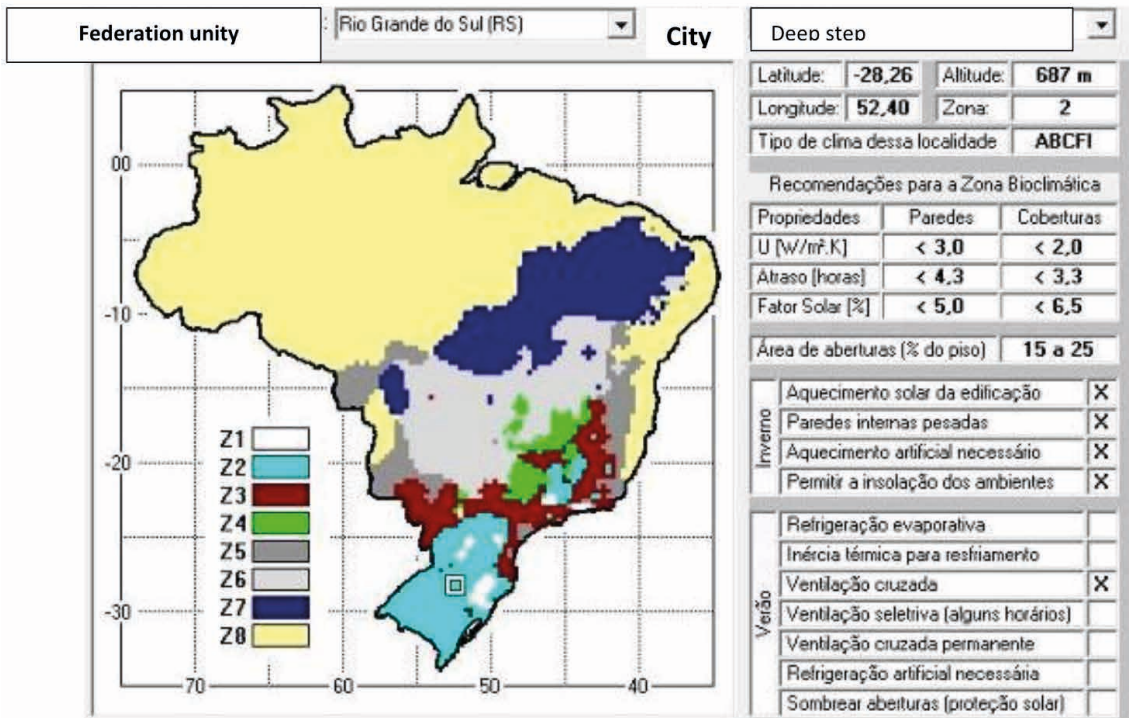 Federation unity : Rio Grande do Sul (RS) City Deep step
Latitude: -28,26 Altitude: 687 m
Longitude: 52,40 Zona: 2
Tipo de clima dessa localidade ABCFI
Recomendações para a Zona Bioclimática
Propriedades Paredes Coberturas
U [W/m².K] < 3,0 < 2,0
Atraso (horas) < 4,3 < 3,3
Fator Solar [%] < 5,0 < 6,5
Área de aberturas (% do piso) 15 a 25
Inverno
Aquecimento solar da edificação X
Paredes internas pesadas X
Aquecimento artificial necessário X
Permitir a insolação dos ambientes X
Verão
Refrigeração evaporativa
Inércia térmica para resfriamento
Ventilação cruzada X
Ventilação seletriva (alguns horários)
Ventilação cruzada permanente
Refrigeração artificial necessáiia
Sombrear aberturas (proteção solar)
00
-10
-20
-30
Z1
Z2
Z3
Z4
Z5
Z6
Z7
Z8
70 60 50 40